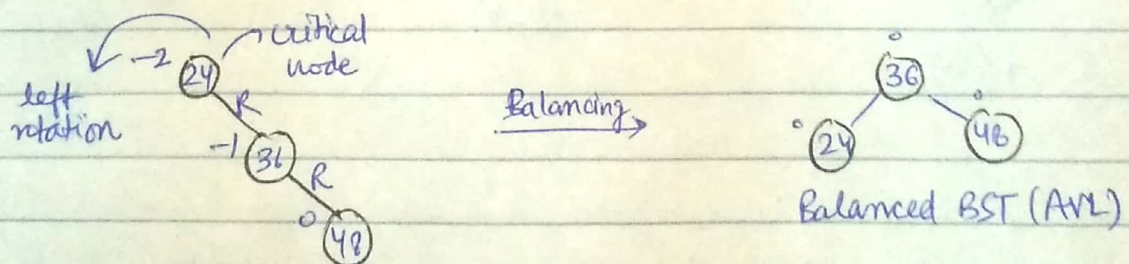 critical
node
-2
24
left
rotation
R
-1
36
R
0
48
Balancing
0
36
0
24
0
48
Balanced BST (AVL)